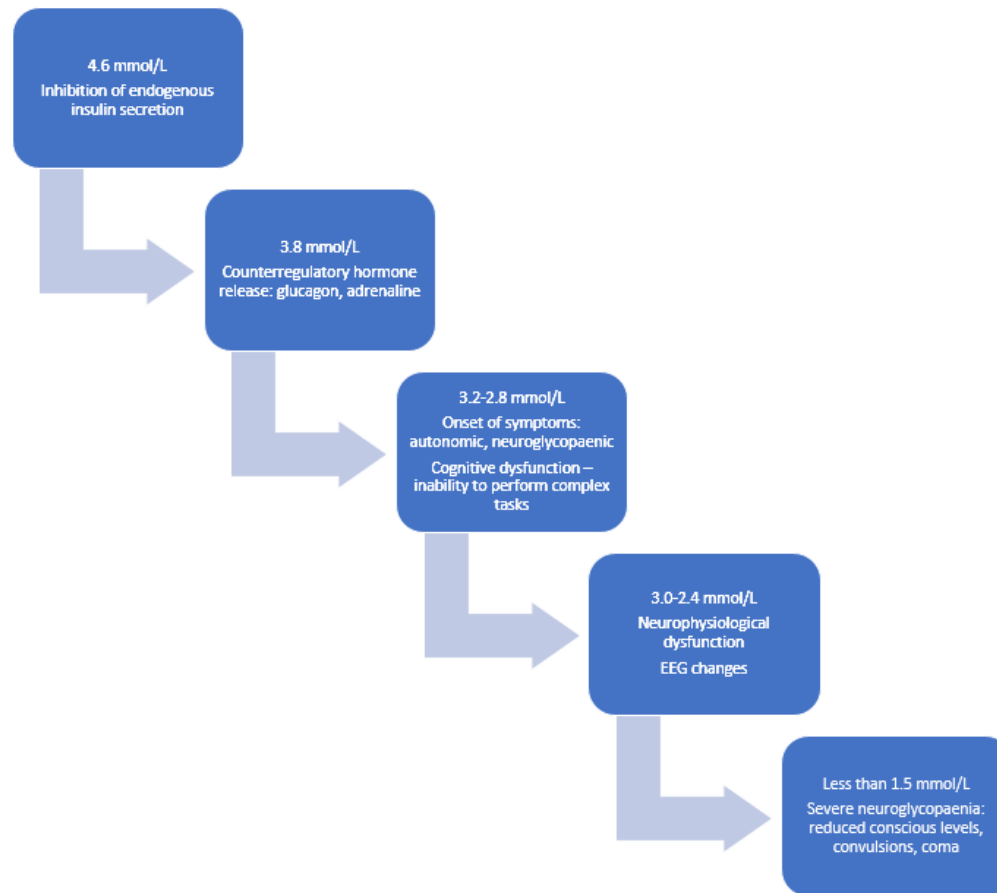 4.6 mmol/L
Inhibition of endogenous
insulin secretion
3.8 mmol/L
Counterregulatory hormone
release: glucagon, adrenaline
3.2-2.8 mmol/L
Onset of symptoms:
autonomic, neuroglycopaenic
Cognitive dysfunction –
inability to perform complex
tasks
3.0-2.4 mmol/L
Neurophysiological
dysfunction
EEG changes
Less than 1.5 mmol/L
Severe neuroglycopaenia:
reduced conscious levels,
convulsions, coma